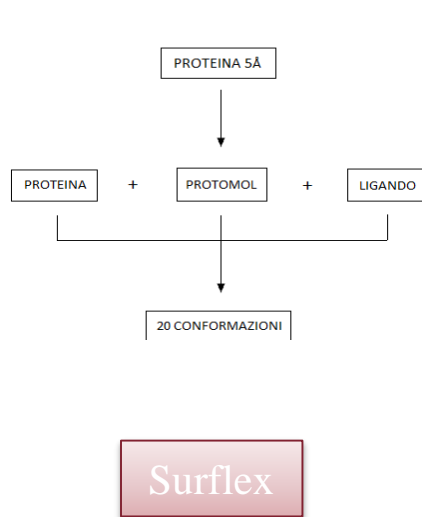 PROTEINA 5Å
PROTEINA + PROTOMOL + LIGANDO
20 CONFORMAZIONI
Surflex